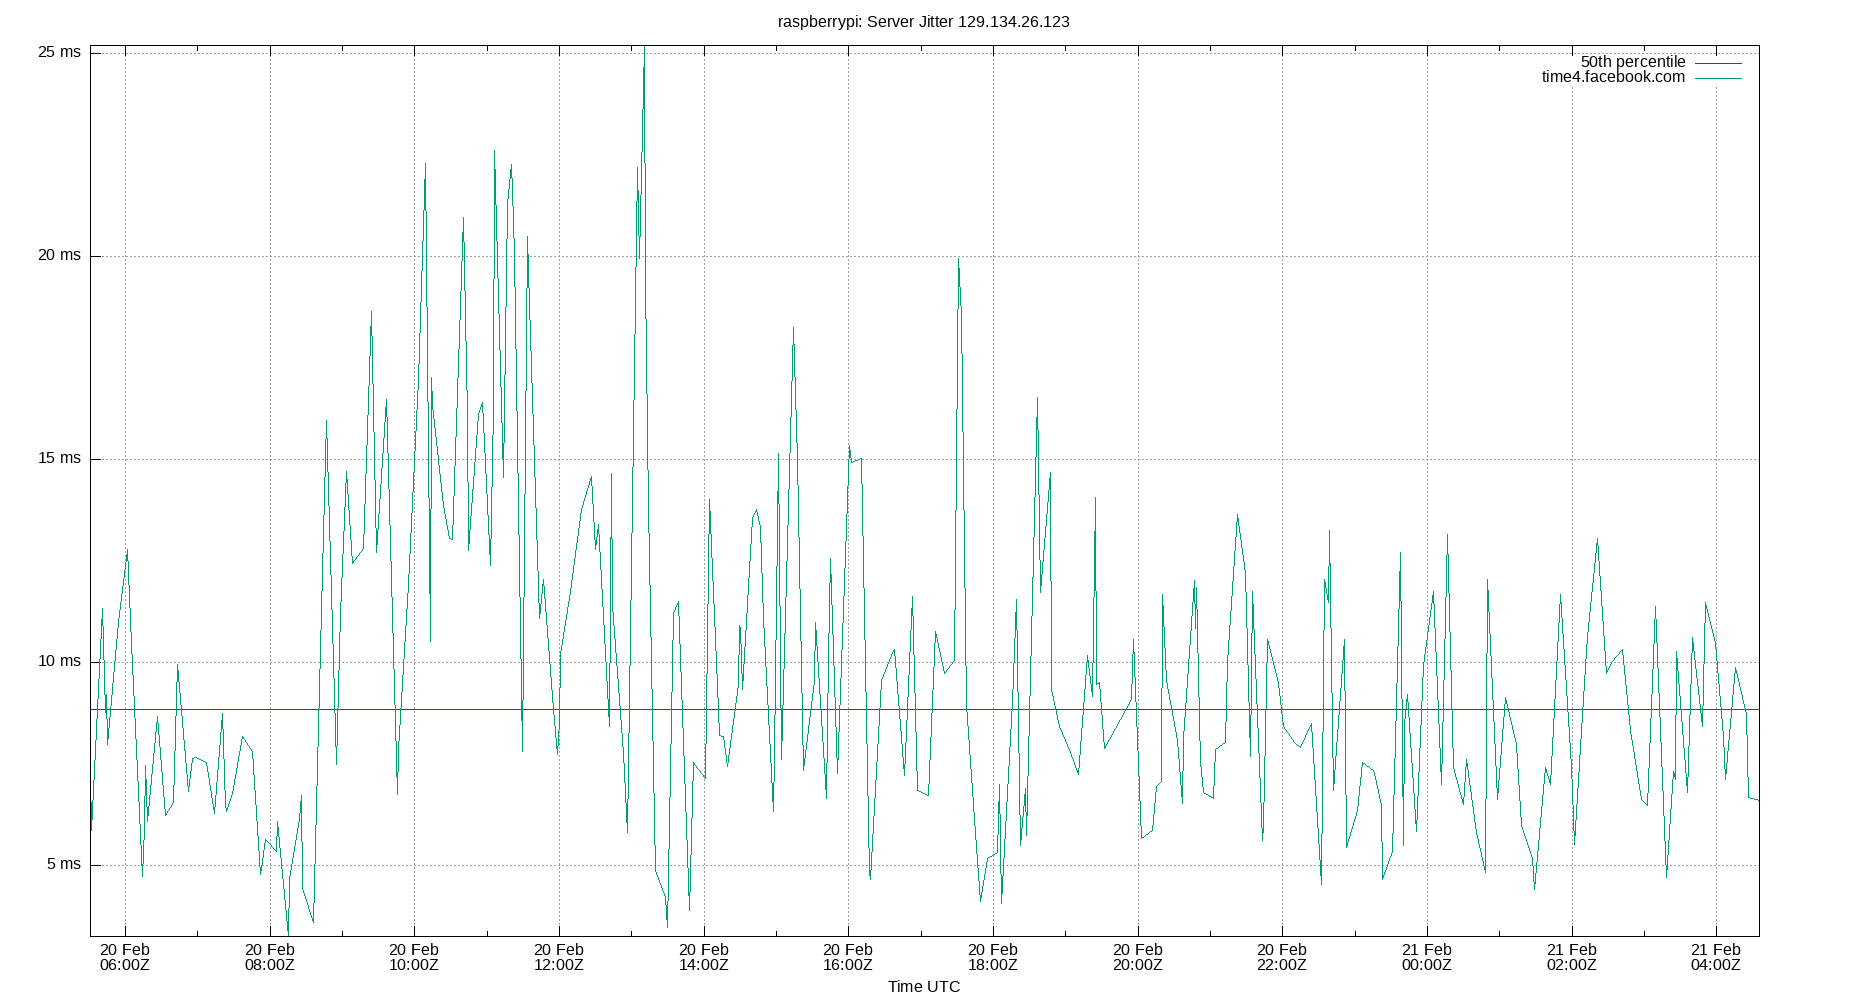 raspberrypi: Server Jitter 129.134.26.123
25 ms
50th percentile
time4.facebook.com
20 ms
15 ms
10 ms
5 ms
20 Feb 20 Feb 20 Feb 20 Feb 20 Feb 20 Feb 20 Feb 20 Feb 20 Feb 21 Feb 21 Feb 21 Feb
06:00Z 08:00Z 10:00Z 12:00Z 14:00Z 16:00Z 18:00Z 20:00Z 22:00Z 00:00Z 02:00Z 04:00Z
Time UTC